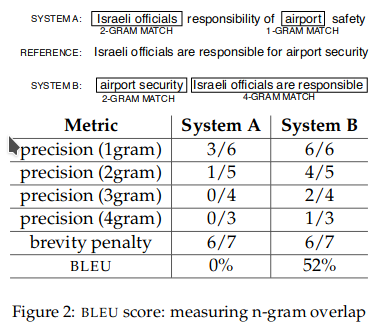 SYSTEM A: Israeli officials responsibility of airport safety
2-GRAM MATCH 1-GRAM MATCH
REFERENCE: Israeli officials are responsible for airport security
SYSTEM B: airport security Israeli officials are responsible
2-GRAM MATCH 4-GRAM MATCH
Metric System A System B
precision (1gram) 3/6 6/6
precision (2gram) 1/5 4/5
precision (3gram) 0/4 2/4
precision (4gram) 0/3 1/3
brevity penalty 6/7 6/7
BLEU 0% 52%
Figure 2: BLEU score: measuring n-gram overlap